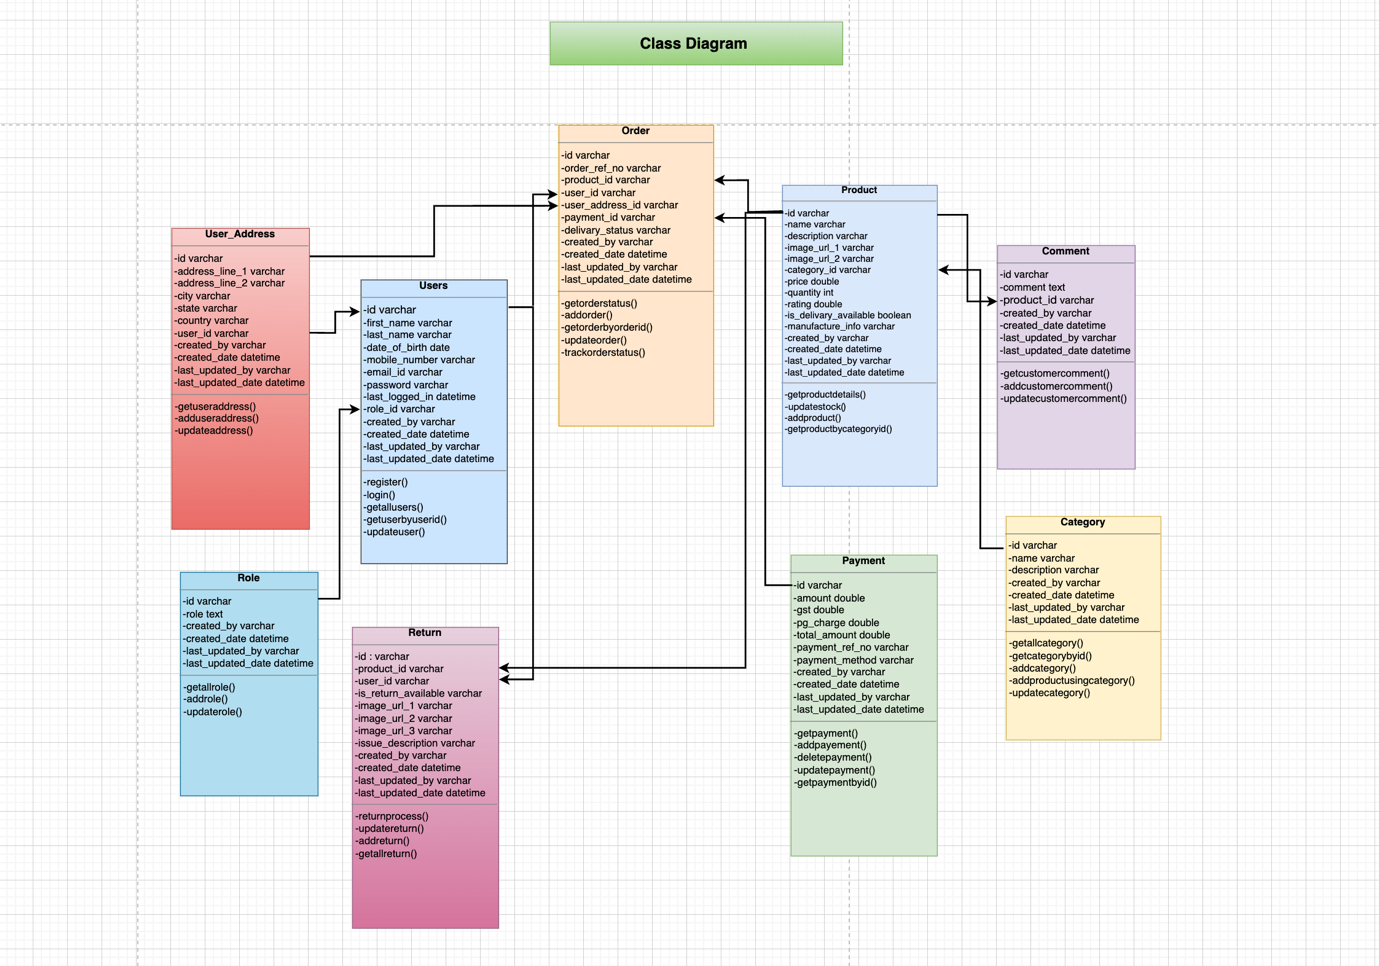 Class Diagram
Order
-id varchar
-order_ref_no varchar
-product_id varchar
-user_id varchar
-user_address_id varchar
-payment_id varchar
-delivary_status varchar
-created_by varchar
-created_date datetime
-last_updated_by varchar
-last_updated_date datetime
-getorderstatus()
-addorder()
-getorderbyorderid()
-updateorder()
-trackorderstatus()
Product
-id varchar
-name varchar
-description varchar
-image_url_1 varchar
-image_url_2 varchar
-category_id varchar
-price double
-quantity int
-rating double
-is_delivary_available boolean
-manufacture_info varchar
-created_by varchar
-created_date datetime
-last_updated_by varchar
-last_updated_date datetime
-getproductdetails()
-updatestock()
-addproduct()
-getproductbycategoryid()
User_Address
-id varchar
-address_line_1 varchar
-address_line_2 varchar
-city varchar
-state varchar
-country varchar
-user_id varchar
-created_by varchar
-created_date datetime
-last_updated_by varchar
-last_updated_date datetime
-getuseraddress()
-adduseraddress()
-updateaddress()
Users
-id varchar
-first_name varchar
-last_name varchar
-date_of_birth date
-mobile_number varchar
-email_id varchar
-password varchar
-last_logged_in datetime
-role_id varchar
-created_by varchar
-created_date datetime
-last_updated_by varchar
-last_updated_date datetime
-register()
-login()
-getallusers()
-getuserbyuserid()
-updateuser()
Comment
-id varchar
-comment text
-product_id varchar
-created_by varchar
-created_date datetime
-last_updated_by varchar
-last_updated_date datetime
-getcustomercomment()
-addcustomercomment()
-updatecustomercomment()
Category
-id varchar
-name varchar
-description varchar
-created_by varchar
-created_date datetime
-last_updated_by varchar
-last_updated_date datetime
-getallcategory()
-getcategorybyid()
-addcategory()
-addproductusingcategory()
-updatecategory()
Payment
-id varchar
-amount double
-gst double
-pg_charge double
-total_amount double
-payment_ref_no varchar
-payment_method varchar
-created_by varchar
-created_date datetime
-last_updated_by varchar
-last_updated_date datetime
-getpayment()
-addpayement()
-deletepayment()
-updatepayment()
-getpaymentbyid()
Role
-id varchar
-role text
-created_by varchar
-created_date datetime
-last_updated_by varchar
-last_updated_date datetime
-getallrole()
-addrole()
-updaterole()
Return
-id : varchar
-product_id varchar
-user_id varchar
-is_return_available varchar
-image_url_1 varchar
-image_url_2 varchar
-image_url_3 varchar
-issue_description varchar
-created_by varchar
-created_date datetime
-last_updated_by varchar
-last_updated_date datetime
-returnprocess()
-updatereturn()
-addreturn()
-getallreturn()